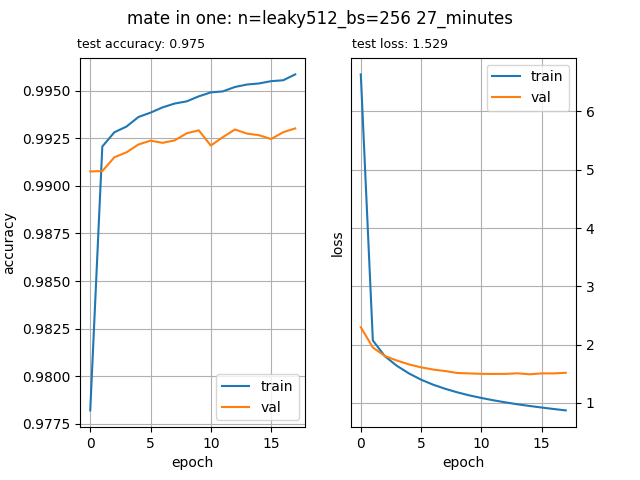 mate in one: n=leaky512_bs=256 27_minutes
test accuracy: 0.975
accuracy
0.9950
0.9925
0.9900
0.9875
0.9850
0.9825
0.9800
0.9775
train
val
0 5 10 15
epoch
test loss: 1.529
loss
train
val
6
5
4
3
2
1
0 5 10 15
epoch